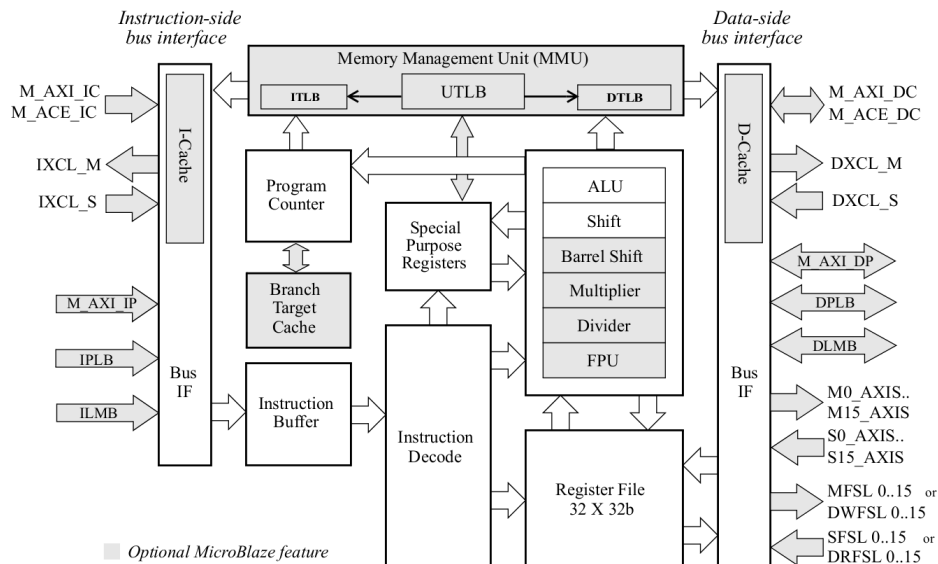 Instruction-side
bus interface
Data-side
bus interface
Memory Management Unit (MMU)
ITLB
UTLB
DTLB
M_AXI_IC
M_ACE_IC
IXCL_M
IXCL_S
I-Cache
M_AXI_IP
IPLB
ILMB
Bus
IF
Program
Counter
Branch
Target
Cache
Special
Purpose
Registers
ALU
Shift
Barrel Shift
Multiplier
Divider
FPU
Instruction
Buffer
Instruction
Decode
Register File
32 X 32b
D-Cache
Bus
IF
M_AXI_DC
M_ACE_DC
DXCL_M
DXCL_S
M_AXI_DP
DPLB
DLMB
M0_AXIS..
M15_AXIS
S0_AXIS..
S15_AXIS
MFSL 0..15 or
DWFSL 0..15
SFSL 0..15 or
DRFSL 0..15
Optional MicroBlaze feature